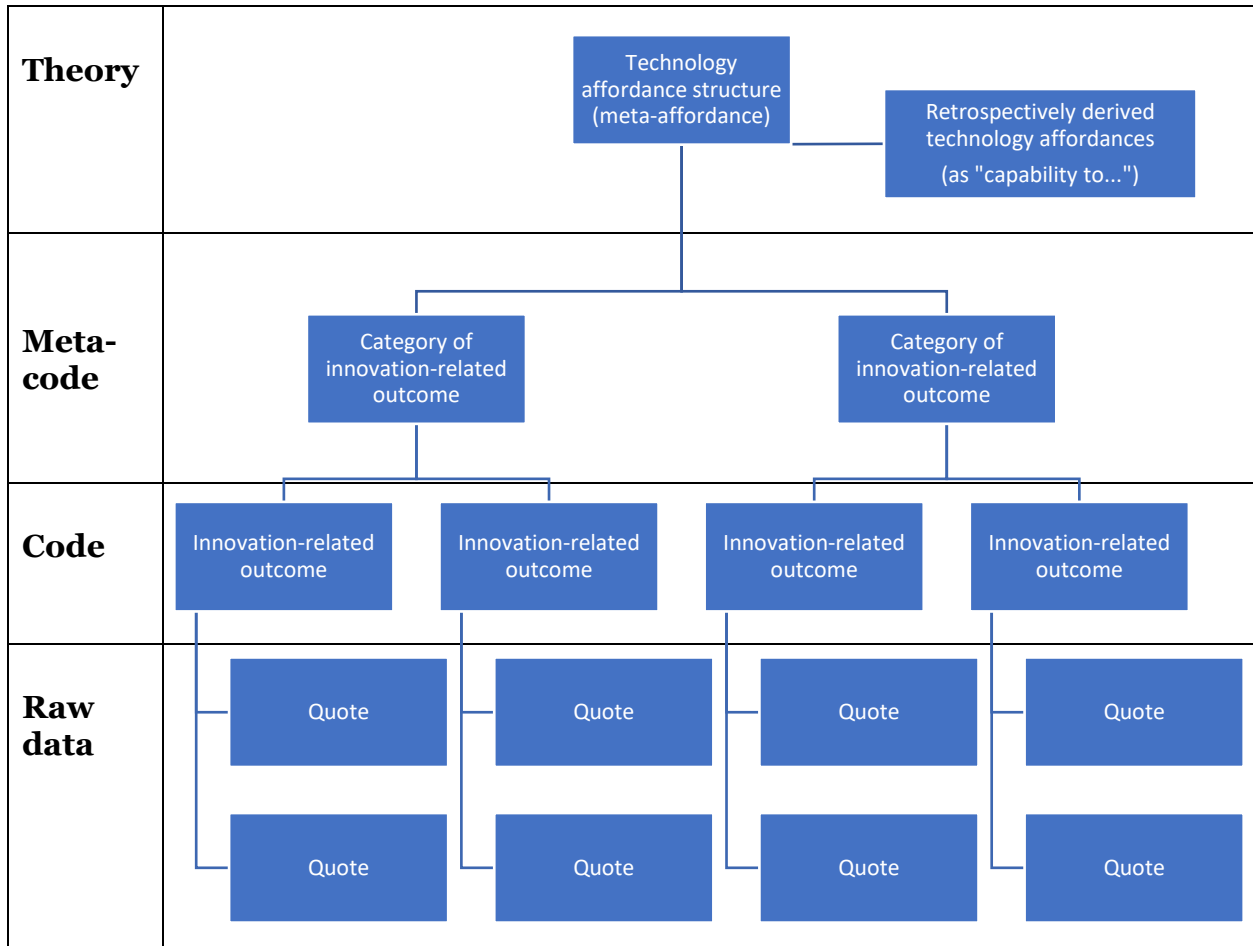 Theory
Technology
affordance structure
(meta-affordance)
Retrospectively derived
technology affordances
(as "capability to...")
Meta-
code
Category of
innovation-related
outcome
Category of
innovation-related
outcome
Code
Innovation-related
outcome
Innovation-related
outcome
Innovation-related
outcome
Innovation-related
outcome
Raw
data
Quote
Quote
Quote
Quote
Quote
Quote
Quote
Quote